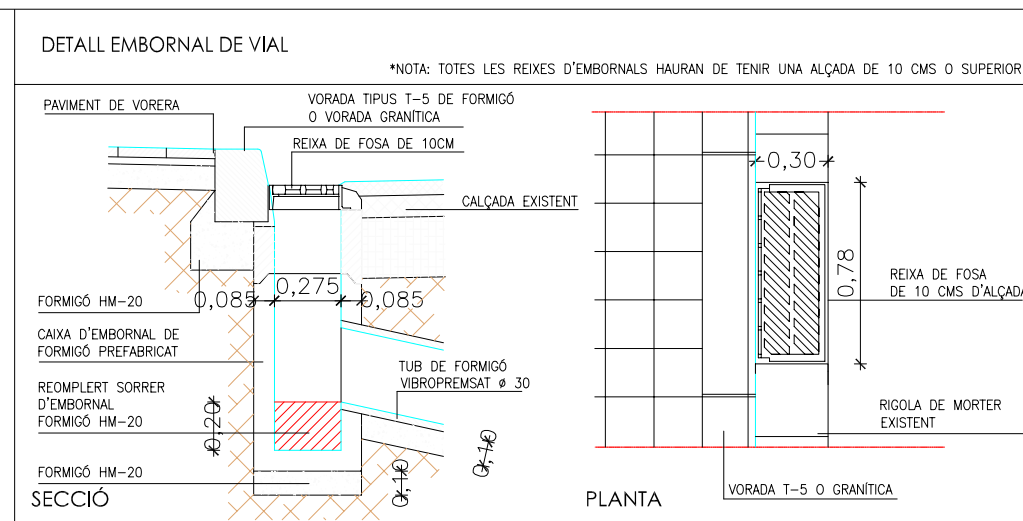 DETALL EMBORNAL DE VIAL
*NOTA: TOTES LES REIXES D'EMBORNALS HAURAN DE TENIR UNA ALÇADA DE 10 CMS O SUPERIOR
PAVIMENT DE VORERA
VORADA TIPUS T-5 DE FORMIGÓ
O VORADA GRANÍTICA
REIXA DE FOSA DE 10CM
CALÇADA EXISTENT
0,085
0,275
0,085
FORMIGÓ HM-20
CAIXA D'EMBORNAL DE
FORMIGÓ PREFABRICAT
REOMPLERT SORRER
D'EMBORNAL
FORMIGÓ HM-20
0,20
TUB DE FORMIGÓ
VIBROPREMSAT Ø 30
FORMIGÓ HM-20
0,10
0,10
SECCIÓ
0,30
0,78
REIXA DE FOSA
DE 10 CMS D'ALÇADA
RIGOLA DE MORTER
EXISTENT
VORADA T-5 O GRANÍTICA
PLANTA